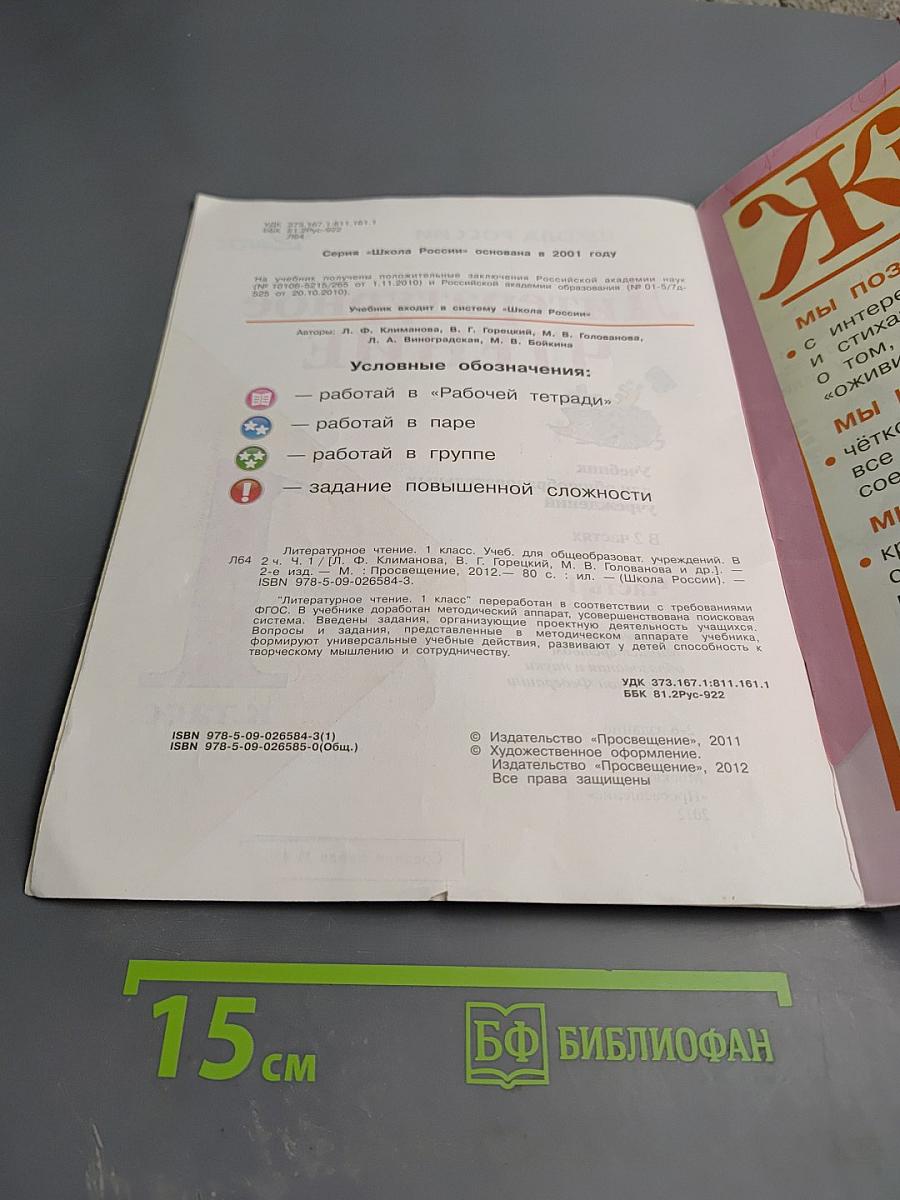 УДК 373.167.1:811.161.1
ББК 81.2Рус-922
Л64
Серия «Школа России» основана в 2001 году
На учебник получены положительные заключения Российской академии наук
(№ 10106-5215/265 от 1.11.2010) и Российской академии образования (№ 01-5/7д-
525 от 20.10.2010).
Учебник входит в систему «Школа России»
Авторы: Л. Ф. Климанова, В. Г. Горецкий, М. В. Голованова,
Л. А. Виноградская, М. В. Бойкина
Условные обозначения:
— работай в «Рабочей тетради»
— работай в паре
— работай в группе
— задание повышенной сложности
Литературное чтение. 1 класс. Учеб. для общеобразоват. учреждений. В
Л64 2 ч. Ч. 1 / [Л. Ф. Климанова, В. Г. Горецкий, М. В. Голованова и др.]. —
2-е изд. — М. : Просвещение, 2012.— 80 с. : ил. — (Школа России). —
ISBN 978-5-09-026584-3.
"Литературное чтение. 1 класс" переработан в соответствии с требованиями
ФГОС. В учебнике доработан методический аппарат, усовершенствована поисковая
система. Введены задания, организующие проектную деятельность учащихся.
Вопросы и задания, представленные в методическом аппарате учебника,
формируют универсальные учебные действия, развивают у детей способность к
творческому мышлению и сотрудничеству.
УДК 373.167.1:811.161.1
ББК 81.2Рус-922
ISBN 978-5-09-026584-3(1)
ISBN 978-5-09-026585-0(Общ.)
© Издательство «Просвещение», 2011
© Художественное оформление.
Издательство «Просвещение», 2012
Все права защищены
Ж
МЫ ПОЗ
• с интере
и стиха
о том,
«оживи
МЫ
• чётко
все
сое
15 см
БФ БИБЛИОФАН